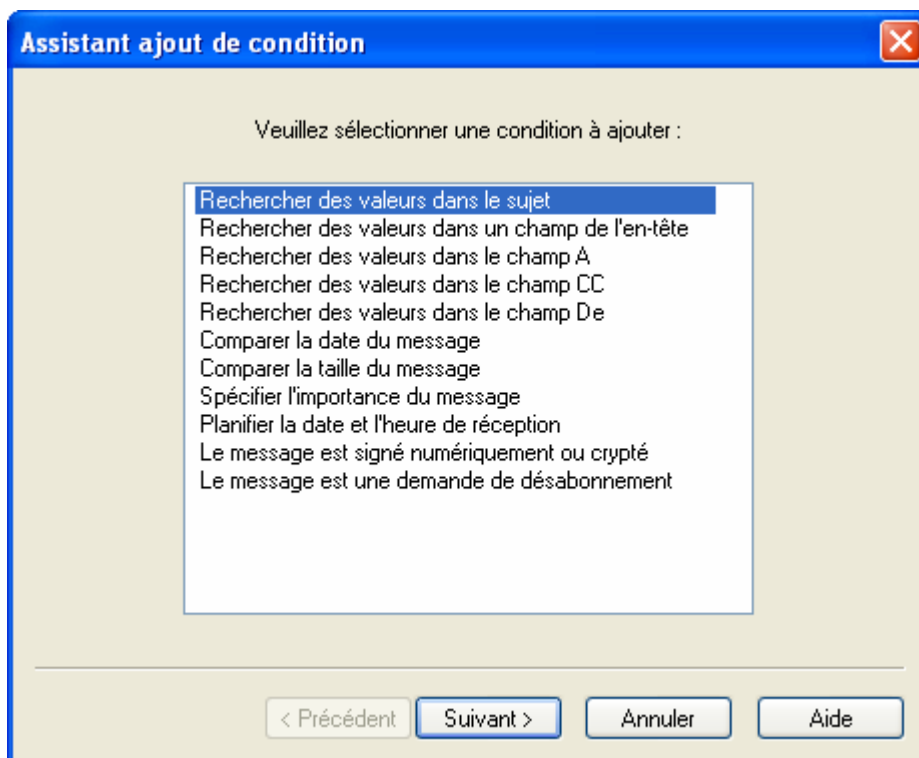 Assistant ajout de condition
Veuillez sélectionner une condition à ajouter :
Rechercher des valeurs dans le sujet
Rechercher des valeurs dans un champ de l'en-tête
Rechercher des valeurs dans le champ A
Rechercher des valeurs dans le champ CC
Rechercher des valeurs dans le champ De
Comparer la date du message
Comparer la taille du message
Spécifier l'importance du message
Planifier la date et l'heure de réception
Le message est signé numériquement ou crypté
Le message est une demande de désabonnement
< Précédent Suivant > Annuler Aide